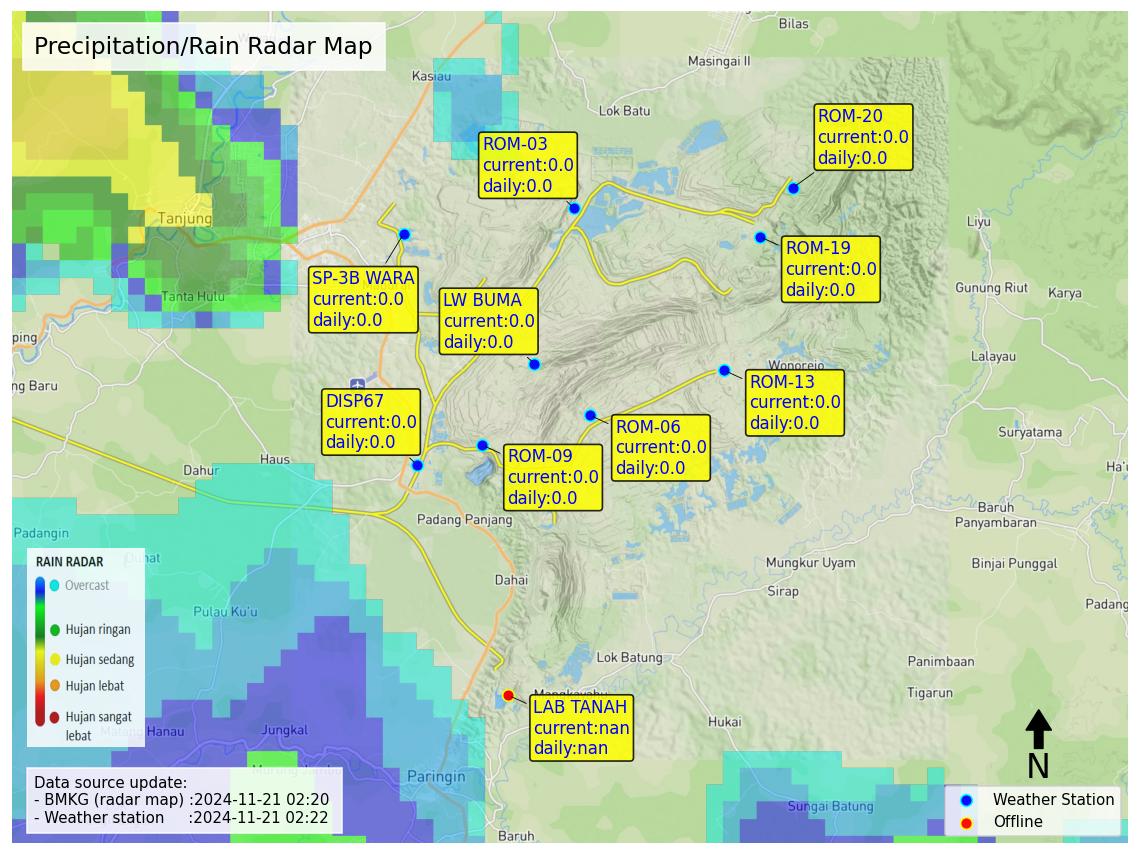 Precipitation/Rain Radar Map
Bilas
Masingai II
Kasiau
Lok Batu
ROM-20
current:0.0
daily:0.0
ROM-03
current:0.0
daily:0.0
Tanjung
Liyu
ROM-19
current:0.0
daily:0.0
SP-3B WARA
current:0.0
daily:0.0
LW BUMA
current:0.0
daily:0.0
Tanta Hulu
Gunung Riut
Karya
ping
Lalayau
ng Baru
Wonorejo
ROM-13
current:0.0
daily:0.0
DISP67
current:0.0
daily:0.0
ROM-06
current:0.0
daily:0.0
Suryatama
ROM-09
current:0.0
daily:0.0
Haus
Dahur
Ha'u
Baruh
Panyambaran
Padang Panjang
Padangin
RAIN RADAR
Overcast
Hujan ringan
Hujan sedang
Hujan lebat
Hujan sangat
lebat
Mungkur Uyam
Binjai Punggal
Dahai
Sirap
Pulau Ku'u
Padang
Lok Batung
Panimbaan
Tigarun
Mangkayahu
LAB TANAH
current:nan
daily:nan
Hukai
Hanau
Jungkal
Paringin
N
Data source update:
- BMKG (radar map) :2024-11-21 02:20
- Weather station :2024-11-21 02:22
Sungai Batung
Weather Station
Offline
Baruh